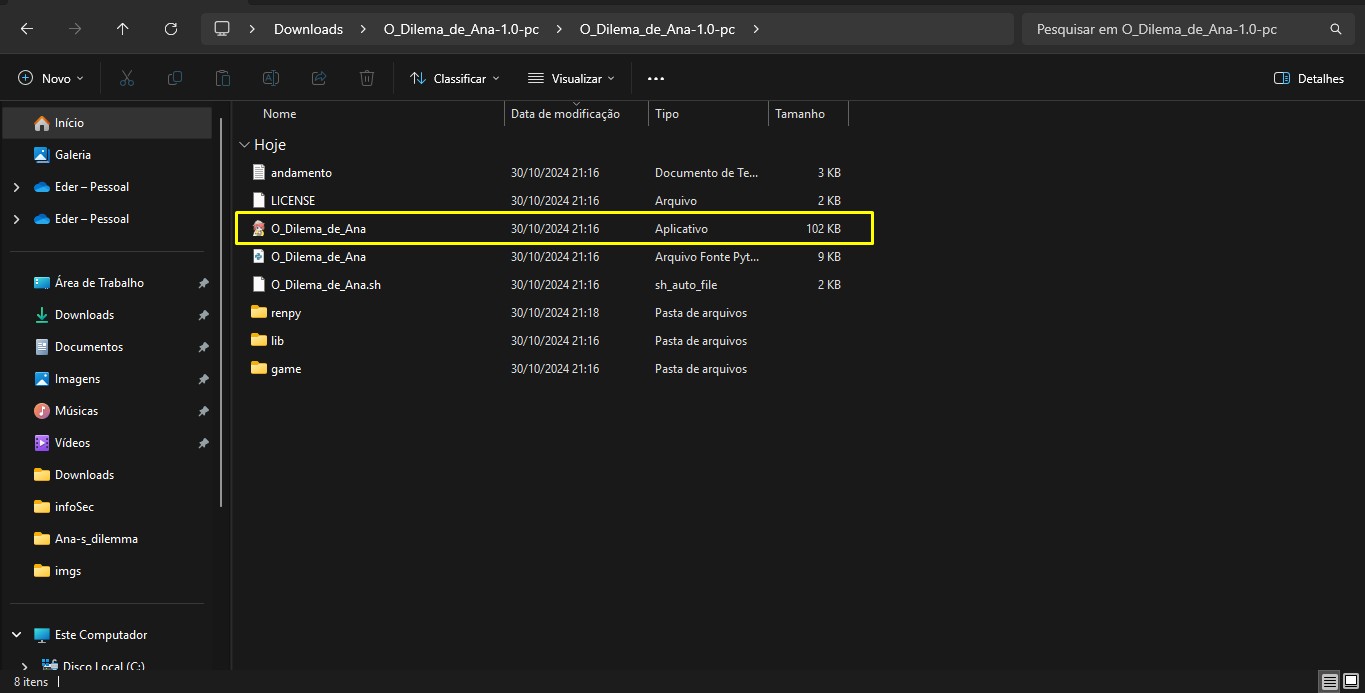 Downloads > O_Dilema_de_Ana-1.0-pc > O_Dilema_de_Ana-1.0-pc >
Pesquisar em O_Dilema_de_Ana-1.0-pc
Novo
Classificar
Visualizar
Detalhes
Início
Galeria
Eder – Pessoal
Eder – Pessoal
Área de Trabalho
Downloads
Documentos
Imagens
Músicas
Vídeos
Downloads
infoSec
Ana-s_dilemma
imgs
Este Computador
Disco Local (C:)
Nome Data de modificação Tipo Tamanho
Hoje
andamento 30/10/2024 21:16 Documento de Te... 3 KB
LICENSE 30/10/2024 21:16 Arquivo 2 KB
O_Dilema_de_Ana 30/10/2024 21:16 Aplicativo 102 KB
O_Dilema_de_Ana 30/10/2024 21:16 Arquivo Fonte Pyt... 9 KB
O_Dilema_de_Ana.sh 30/10/2024 21:16 sh_auto_file 2 KB
renpy 30/10/2024 21:18 Pasta de arquivos
lib 30/10/2024 21:16 Pasta de arquivos
game 30/10/2024 21:16 Pasta de arquivos
8 itens